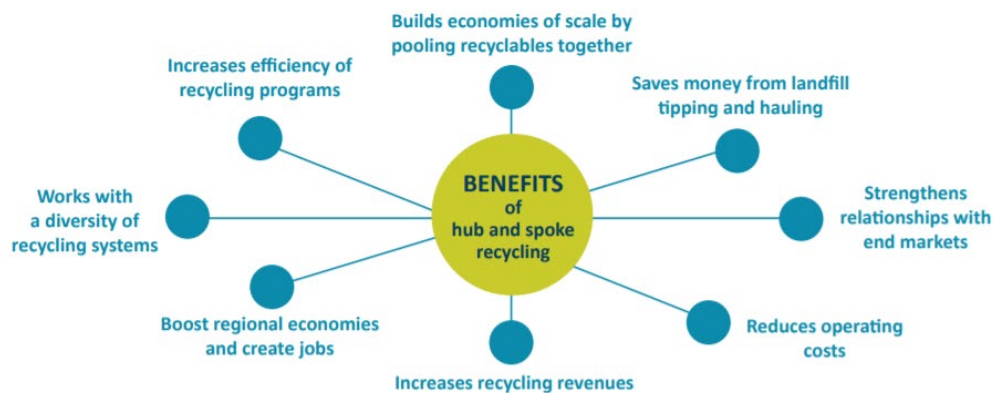 Builds economies of scale by
pooling recyclables together
Increases efficiency of
recycling programs
Saves money from landfill
tipping and hauling
BENEFITS
of
hub and spoke
recycling
Works with
a diversity of
recycling systems
Strengthens
relationships with
end markets
Boost regional economies
and create jobs
Reduces operating
costs
Increases recycling revenues